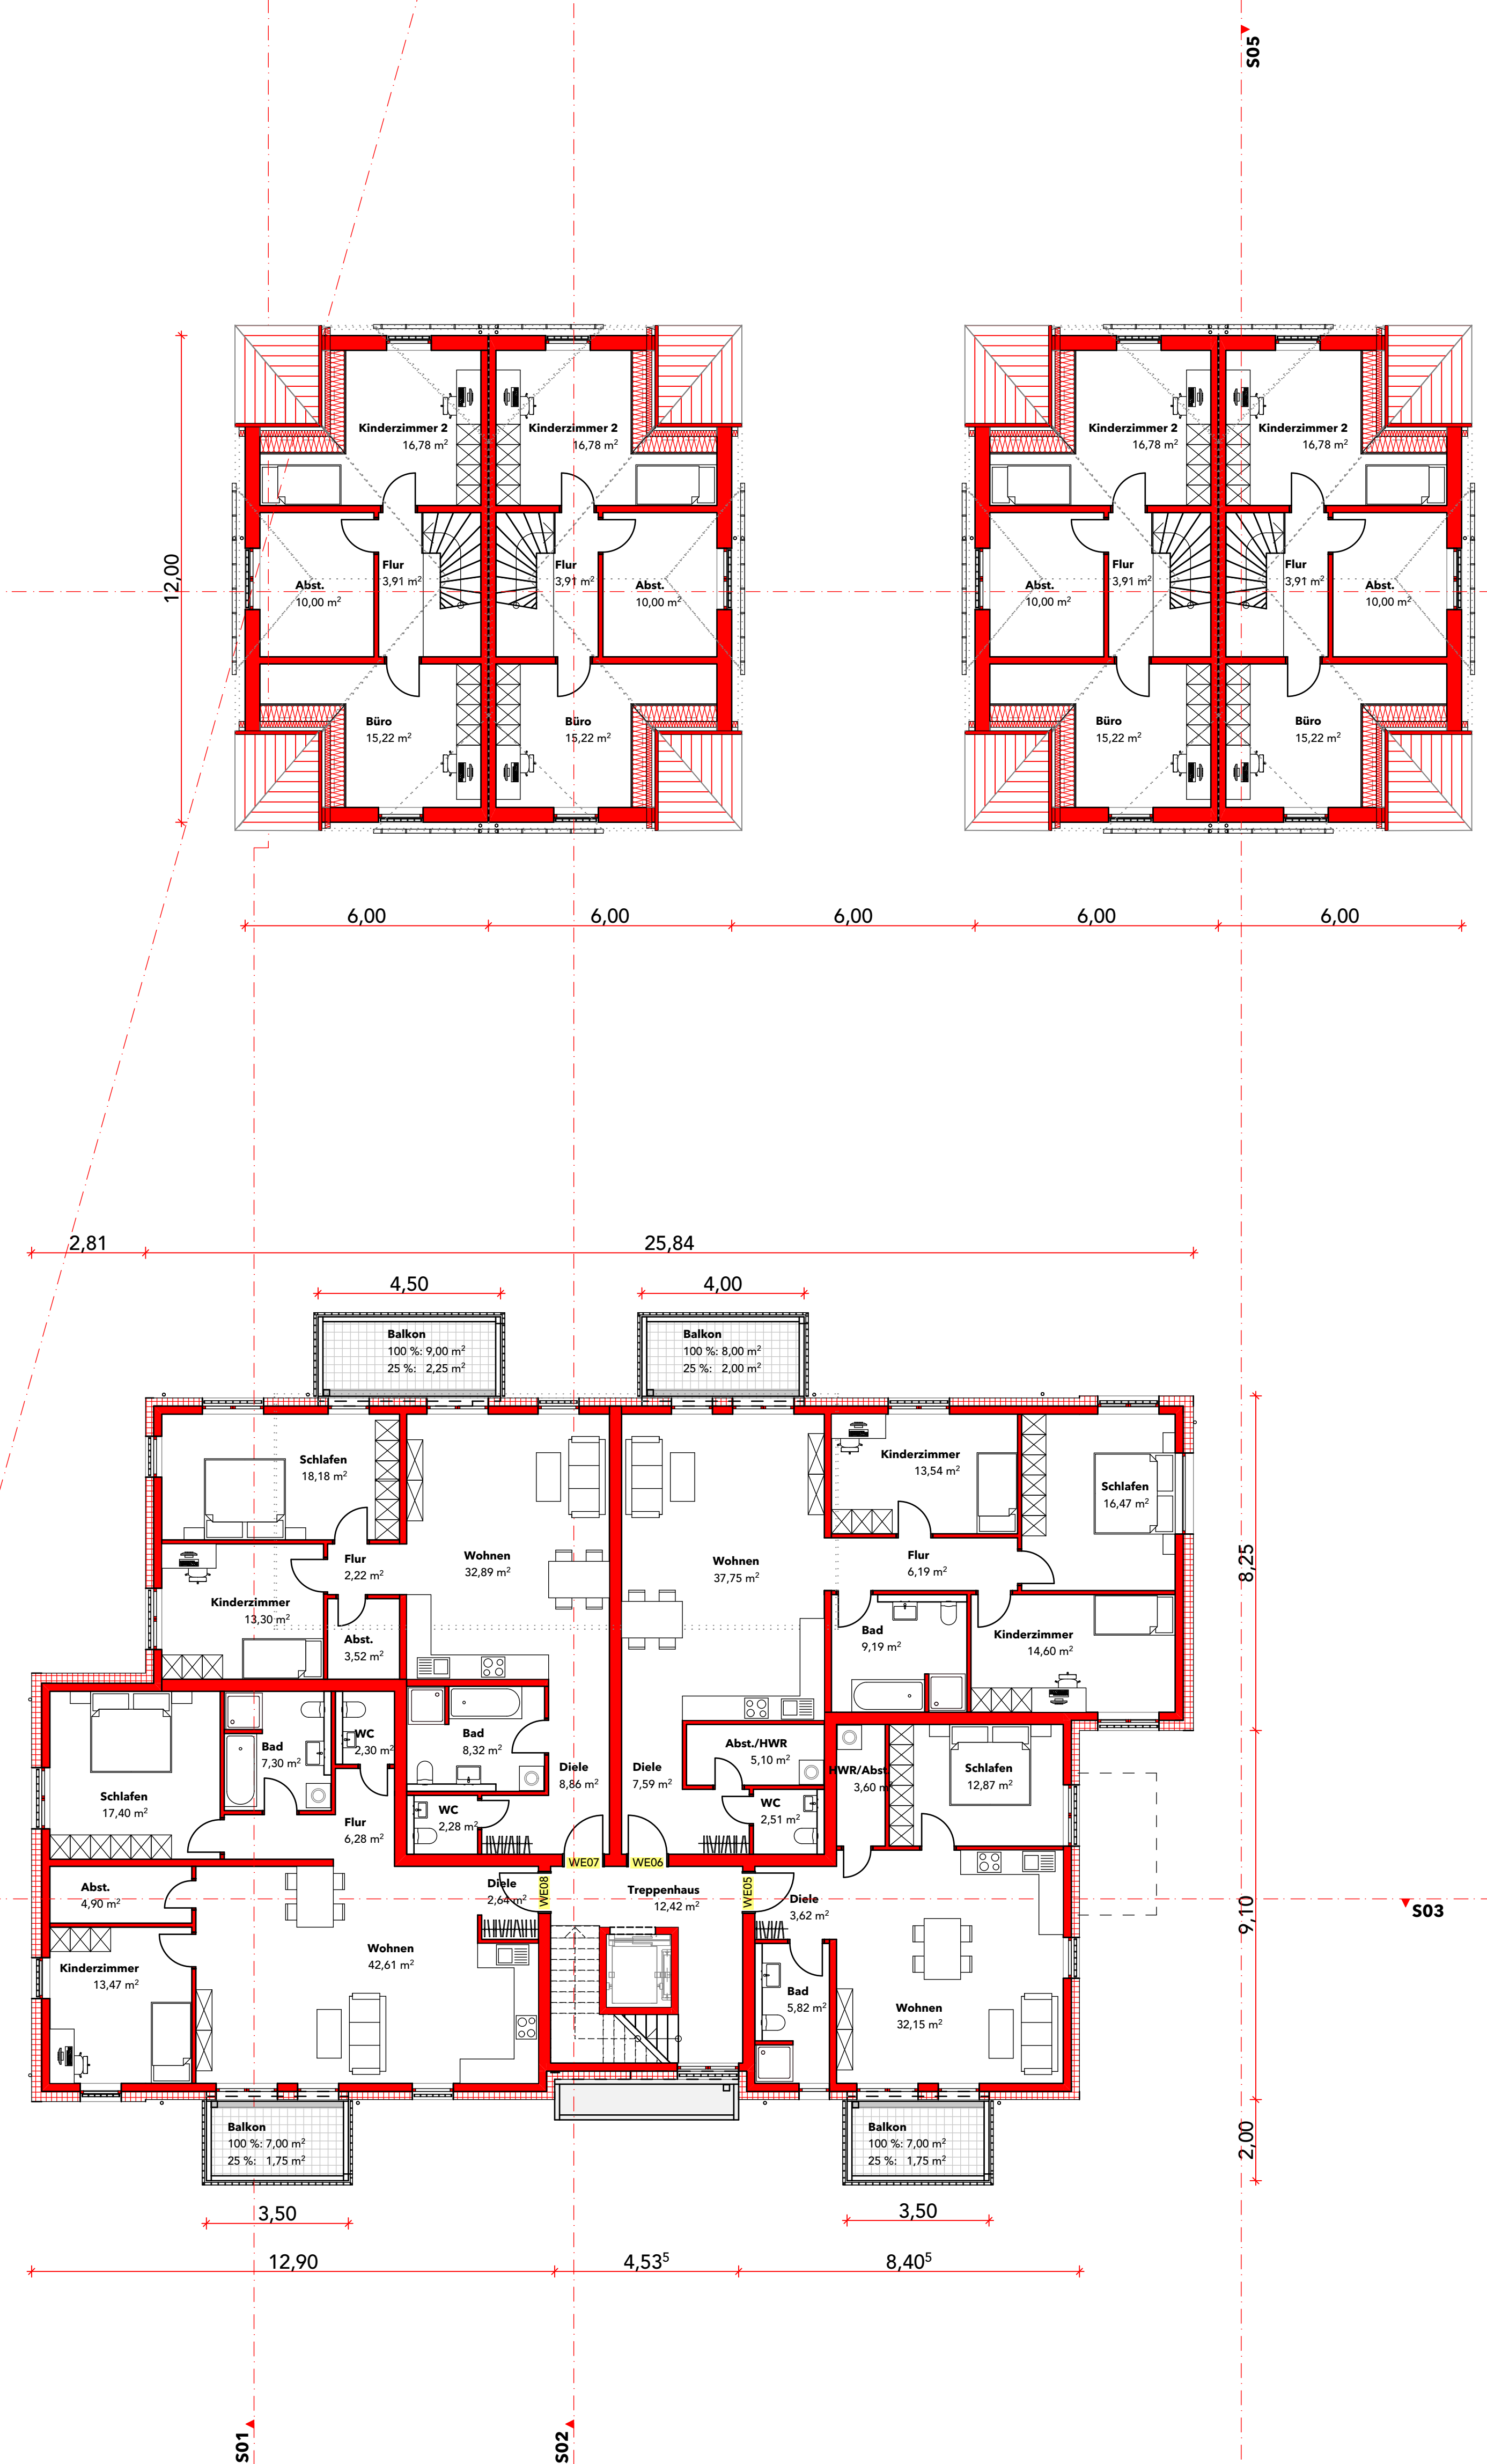 S05
Kinderzimmer 2
16,78 m²
Kinderzimmer 2
16,78 m²
Kinderzimmer 2
16,78 m²
Kinderzimmer 2
16,78 m²
12,00
Abst.
10,00 m²
Flur
3,91 m²
Flur
3,91 m²
Abst.
10,00 m²
Abst.
10,00 m²
Flur
3,91 m²
Flur
3,91 m²
Abst.
10,00 m²
Büro
15,22 m²
Büro
15,22 m²
Büro
15,22 m²
Büro
15,22 m²
6,00
6,00
6,00
6,00
6,00
2,81
25,84
4,50
4,00
Balkon
100 %: 9,00 m²
25 %: 2,25 m²
Balkon
100 %: 8,00 m²
25 %: 2,00 m²
Schlafen
18,18 m²
Kinderzimmer
13,54 m²
Schlafen
16,47 m²
Flur
2,22 m²
Wohnen
32,89 m²
Wohnen
37,75 m²
Flur
6,19 m²
8,25
Kinderzimmer
13,30 m²
Abst.
3,52 m²
Bad
9,19 m²
Kinderzimmer
14,60 m²
Bad
7,30 m²
WC
2,30 m²
Bad
8,32 m²
Diele
8,86 m²
Diele
7,59 m²
Abst./HWR
5,10 m²
HWR/Abst.
3,60 m
Schlafen
12,87 m²
Schlafen
17,40 m²
Flur
6,28 m²
WC
2,28 m²
WC
2,51 m²
WE07
WE06
Abst.
4,90 m²
Diele
2,64 m²
WE08
Treppenhaus
12,42 m²
WE05
Diele
3,62 m²
9,10
S03
Kinderzimmer
13,47 m²
Wohnen
42,61 m²
Bad
5,82 m²
Wohnen
32,15 m²
Balkon
100 %: 7,00 m²
25 %: 1,75 m²
Balkon
100 %: 7,00 m²
25 %: 1,75 m²
2,00
3,50
3,50
12,90
4,53⁵
8,40⁵
S01
S02